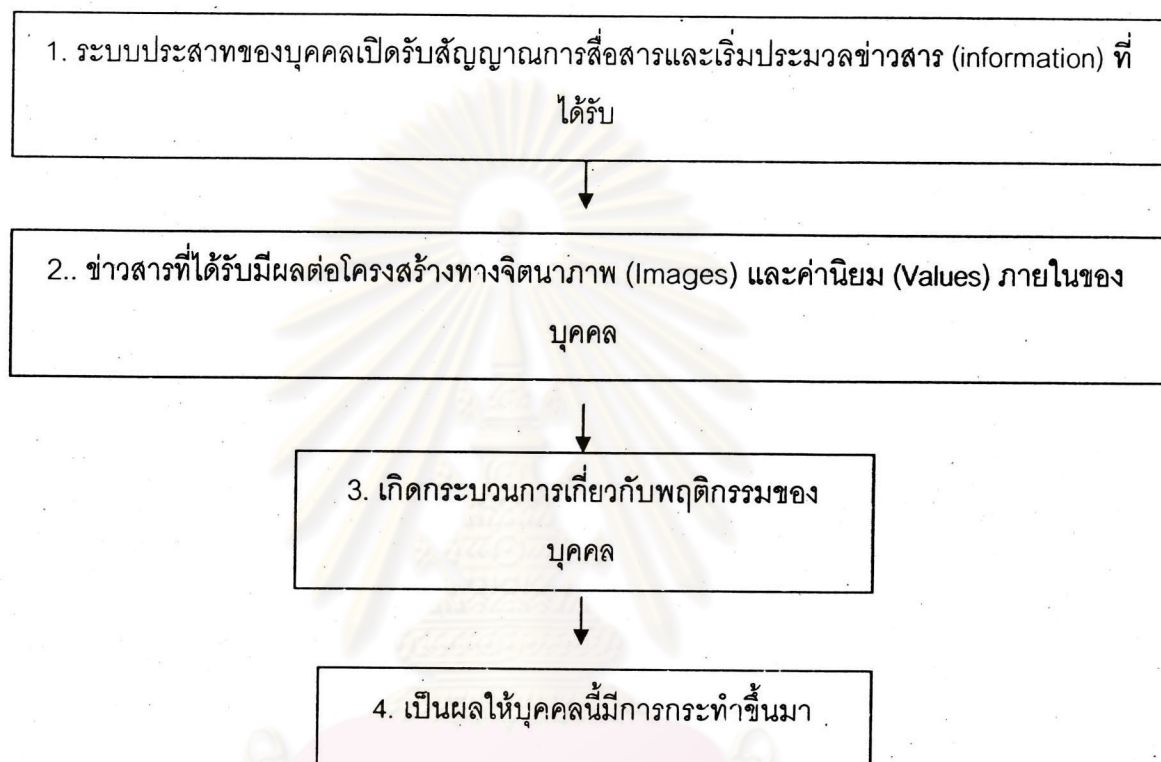 1. ระบบประสาทของบุคคลเปิดรับสัญญาณการสื่อสารและเริ่มประมวลข่าวสาร (information) ที่
ได้รับ
2.. ข่าวสารที่ได้รับมีผลต่อโครงสร้างทางจิตนาภาพ (Images) และค่านิยม (Values) ภายในของ
บุคคล
3. เกิดกระบวนการเกี่ยวกับพฤติกรรมของ
บุคคล
4. เป็นผลให้บุคคลนี้มีการกระทำขึ้นมา